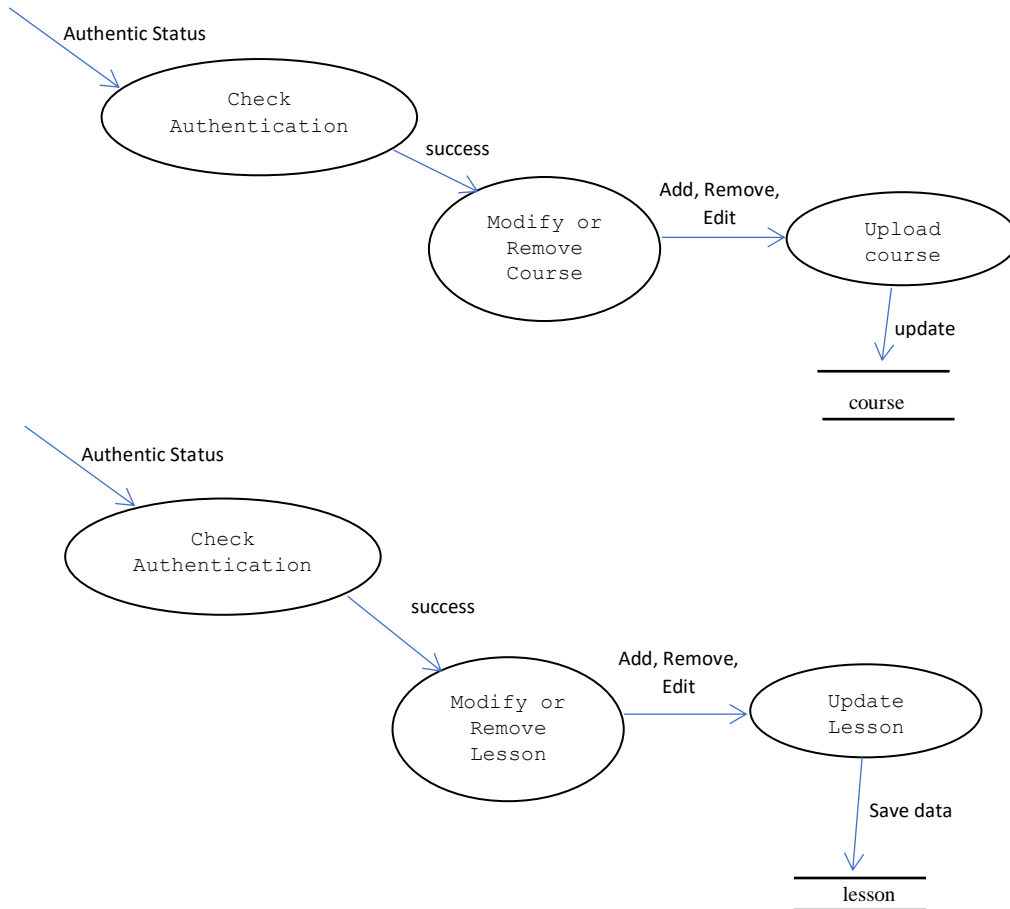 Authentic Status
Check
Authentication
success
Modify or
Remove
Course
Add, Remove,
Edit
Upload
course
update
course
Authentic Status
Check
Authentication
success
Modify or
Remove
Lesson
Add, Remove,
Edit
Update
Lesson
Save data
lesson